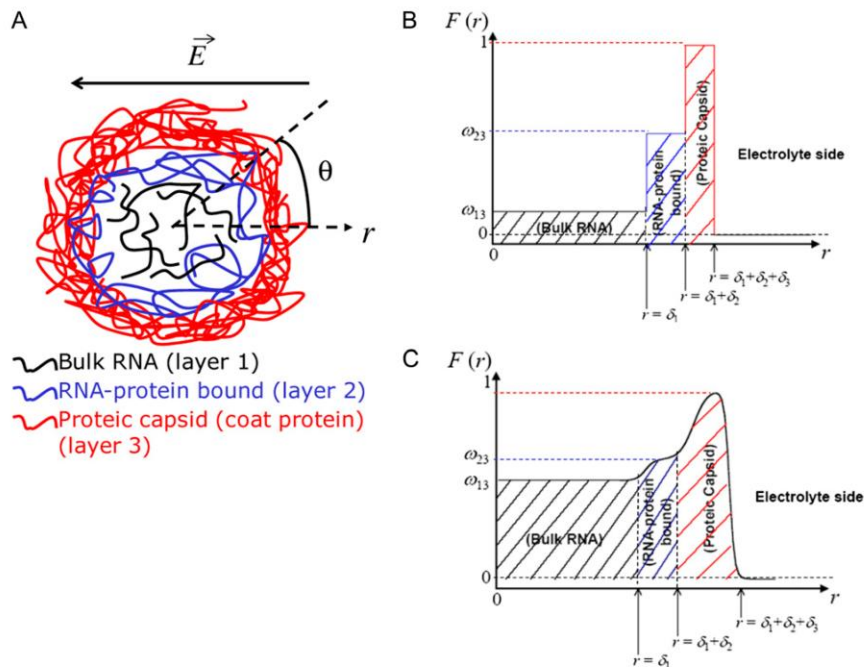 A
E
θ
r
Bulk RNA (layer 1)
RNA-protein bound (layer 2)
Proteic capsid (coat protein)
(layer 3)
B
F (r)
1
ω23
ω13
0
(Bulk RNA)
(RNA-protein
bound)
(Proteic Capsid)
Electrolyte side
0
r
r = δ1
r = δ1+δ2
r = δ1+δ2+δ3
C
F (r)
1
ω23
ω13
0
(Bulk RNA)
(RNA-protein
bound)
(Proteic Capsid)
Electrolyte side
0
r
r = δ1+δ2+δ3
r = δ1+δ2
r = δ1